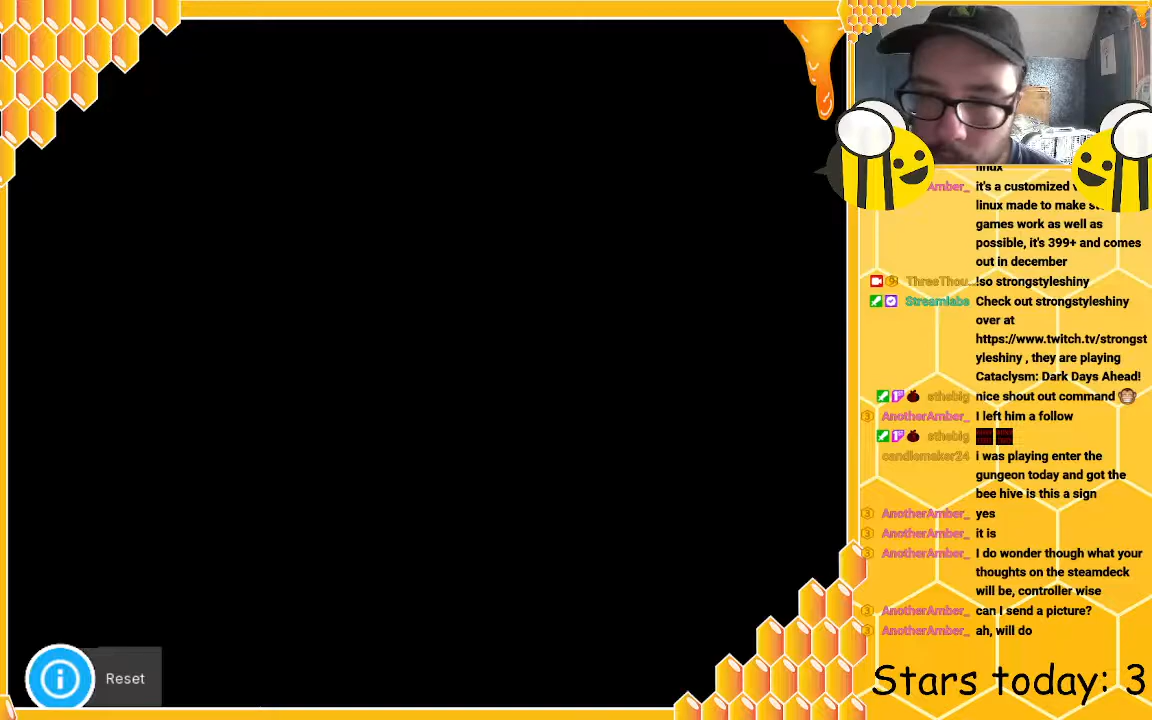 linux
Amber_ it's a customized
linux made to make
games work as well as
possible, it's 399+ and comes
out in december
ThreeThou... !so strongstyleshiny
Streamlabs Check out strongstyleshiny
over at
https://www.twitch.tv/strongst
yleshiny , they are playing
Cataclysm: Dark Days Ahead!
sthebig nice shout out command
AnotherAmber_ I left him a follow
sthebig
candlemaker24 i was playing enter the
gungeon today and got the
bee hive is this a sign
AnotherAmber_ yes
AnotherAmber_ it is
AnotherAmber_ I do wonder though what your
thoughts on the steamdeck
will be, controller wise
AnotherAmber_ can I send a picture?
AnotherAmber_ ah, will do
Reset
Stars today: 3